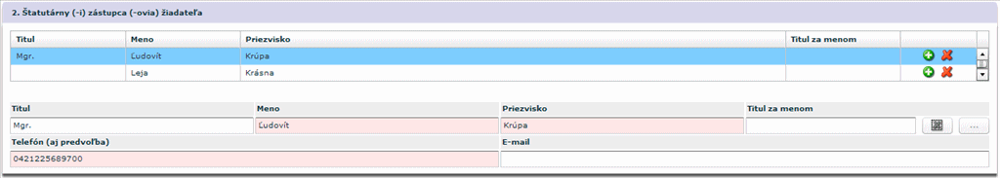 2. Štatutárny (-i) zástupca (-ovia) žiadateľa
Titul Meno Priezvisko Titul za menom
Mgr. Ľudovít Krúpa
Leja Krásna
Titul Meno Priezvisko Titul za menom
Mgr. Ľudovít Krúpa ...
Telefón (aj predvoľba) E-mail
0421225689700